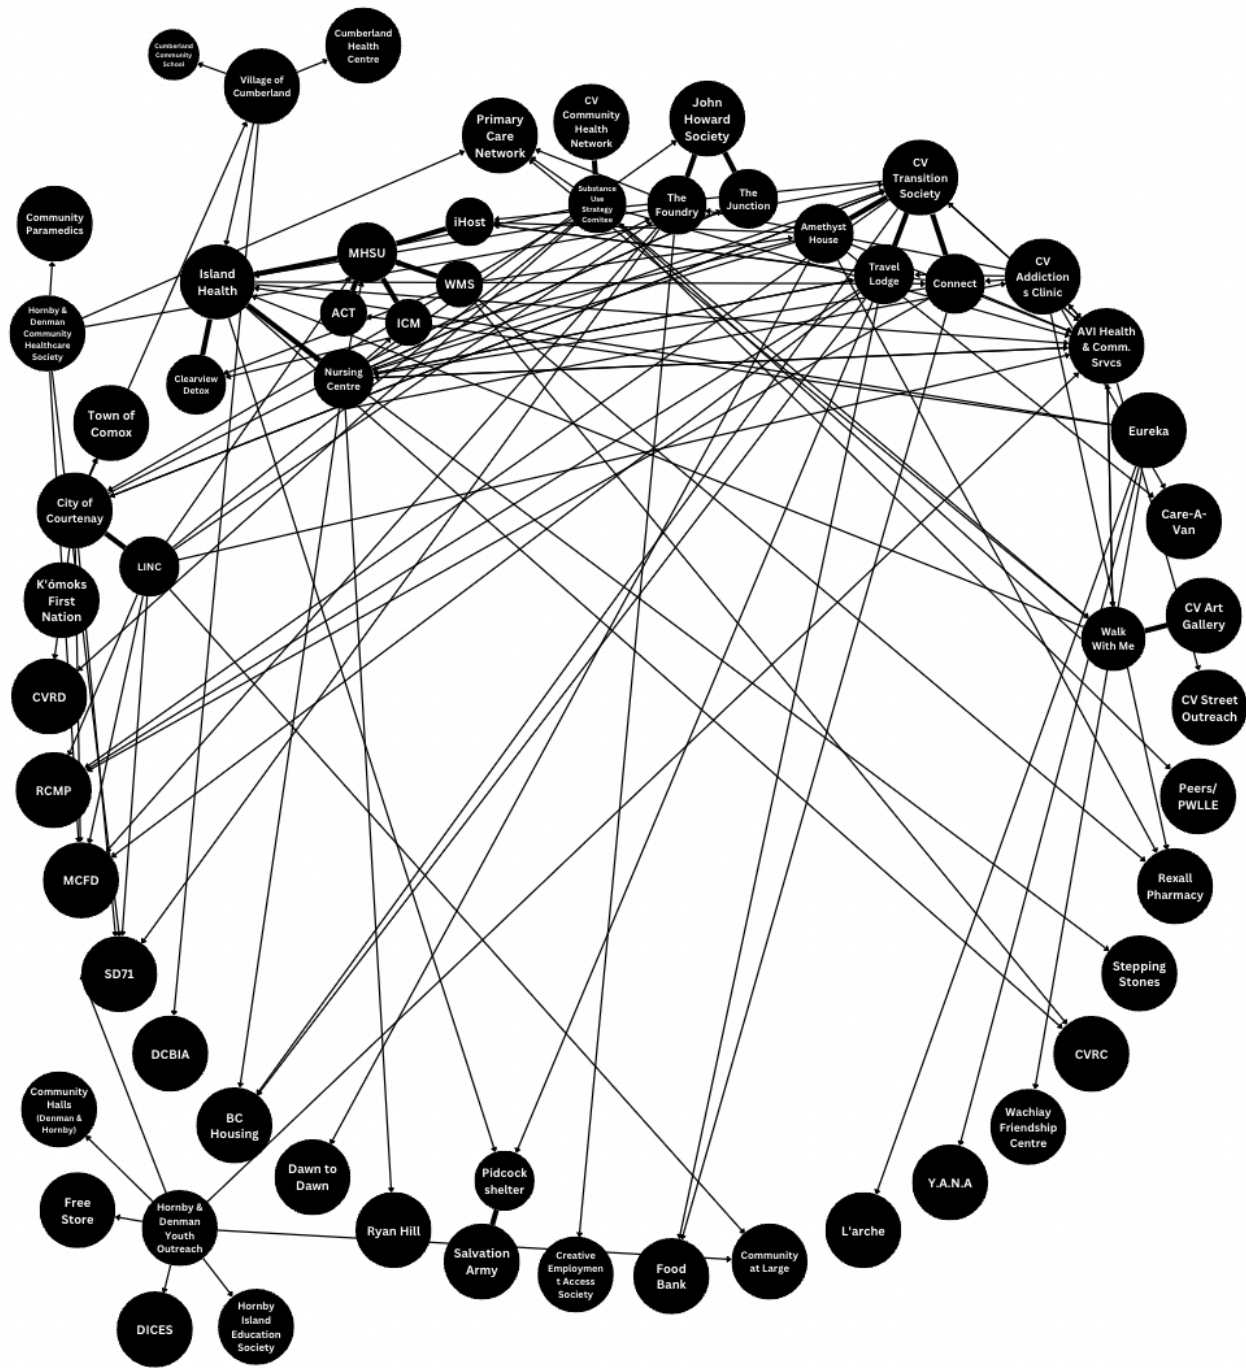 Cumberland
Community
School
Village of
Cumberland
Cumberland
Health
Centre
Primary
Care
Network
CV
Community
Health
Network
John
Howard
Society
CV
Transition
Society
Substance
Use
Strategy
Comitee
The
Foundry
The
Junction
Community
Paramedics
iHost
Amethyst
House
MHSU
Island
Health
WMS
Travel
Lodge
Connect
CV
Addiction
s Clinic
ACT
ICM
Hornby &
Denman
Community
Healthcare
Society
AVI Health
& Comm.
Srvcs
Clearview
Detox
Nursing
Centre
Town of
Comox
Eureka
City of
Courtenay
Care-A-
Van
LINC
K'ómoks
First
Nation
CV Art
Gallery
Walk
With Me
CVRD
CV Street
Outreach
RCMP
Peers/
PWLLE
MCFD
Rexall
Pharmacy
SD71
Stepping
Stones
DCBIA
CVRC
Community
Halls
(Denman &
Hornby)
BC
Housing
Wachiay
Friendship
Centre
Dawn to
Dawn
Pidcock
shelter
Y.A.N.A
Free
Store
Hornby &
Denman
Youth
Outreach
Ryan Hill
L'arche
Salvation
Army
Creative
Employmen
t Access
Society
Food
Bank
Community
at Large
DICES
Hornby
Island
Education
Society